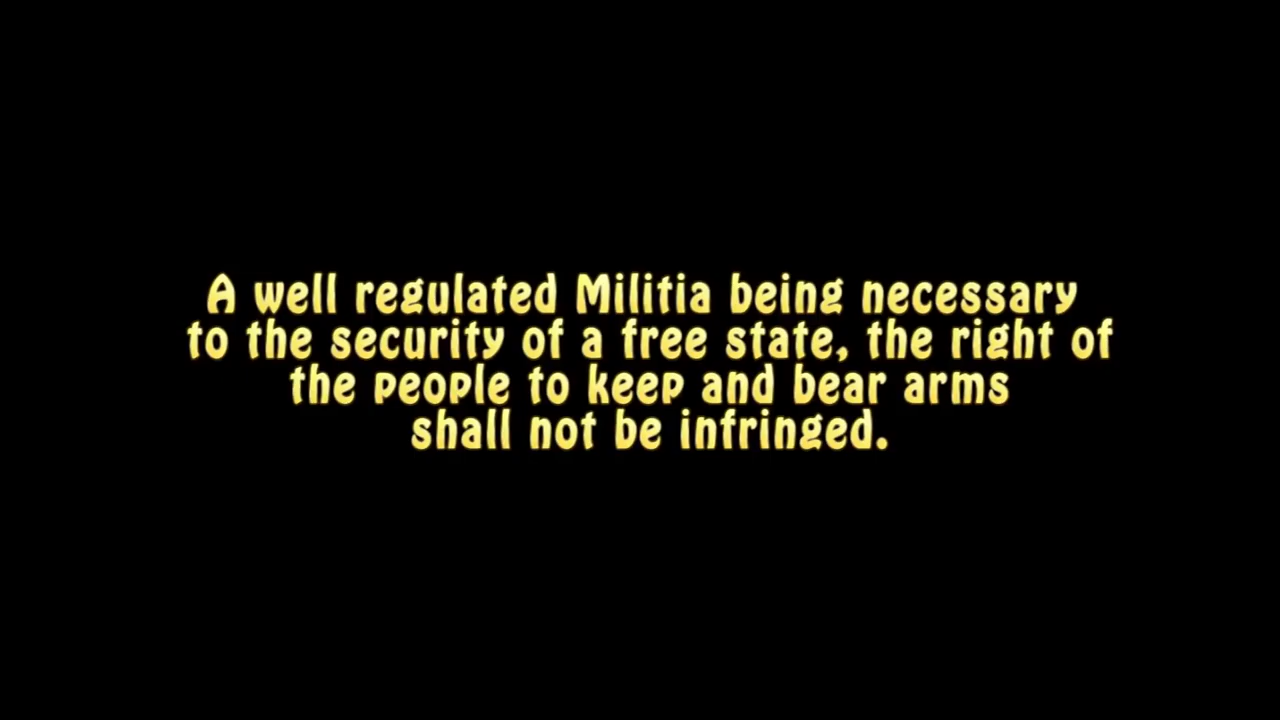 A well regulated Militia being necessary
to the security of a free state, the right of
the people to keep and bear arms
shall not be infringed.